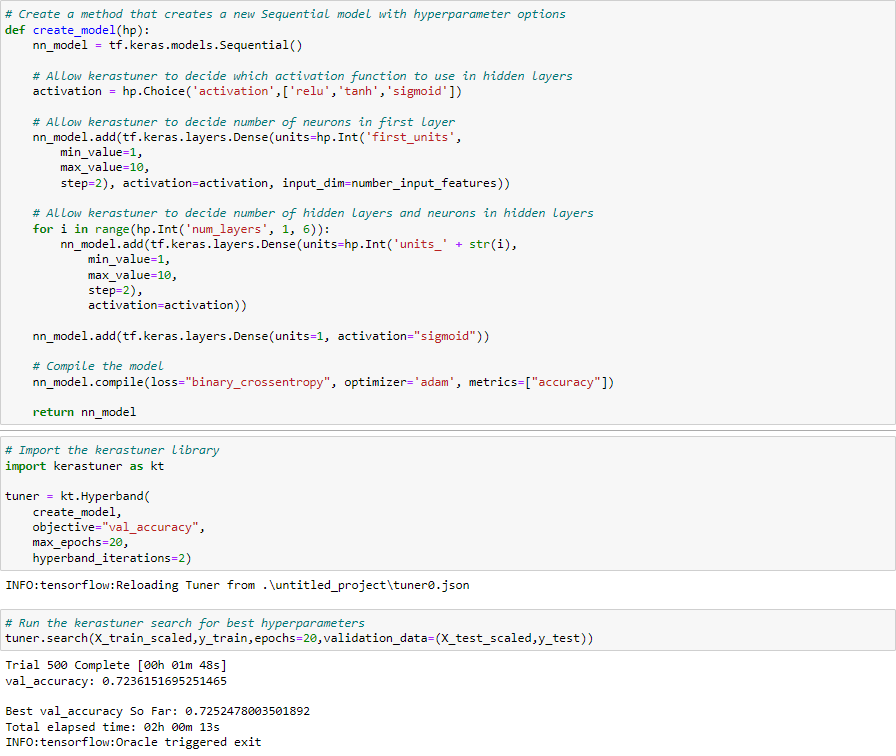 # Create a method that creates a new Sequential model with hyperparameter options
def create_model(hp):
    nn_model = tf.keras.models.Sequential()

    # Allow kerastuner to decide which activation function to use in hidden layers
    activation = hp.Choice('activation',['relu','tanh','sigmoid'])

    # Allow kerastuner to decide number of neurons in first layer
    nn_model.add(tf.keras.layers.Dense(units=hp.Int('first_units',
        min_value=1,
        max_value=10,
        step=2), activation=activation, input_dim=number_input_features))

    # Allow kerastuner to decide number of hidden layers and neurons in hidden layers
    for i in range(hp.Int('num_layers', 1, 6)):
        nn_model.add(tf.keras.layers.Dense(units=hp.Int('units_' + str(i),
            min_value=1,
            max_value=10,
            step=2),
            activation=activation))

    nn_model.add(tf.keras.layers.Dense(units=1, activation="sigmoid"))

    # Compile the model
    nn_model.compile(loss="binary_crossentropy", optimizer='adam', metrics=["accuracy"])

    return nn_model

# Import the kerastuner library
import kerastuner as kt

tuner = kt.Hyperband(
    create_model,
    objective="val_accuracy",
    max_epochs=20,
    hyperband_iterations=2)

INFO:tensorflow:Reloading Tuner from .\untitled_project\tuner0.json

# Run the kerastuner search for best hyperparameters
tuner.search(X_train_scaled,y_train,epochs=20,validation_data=(X_test_scaled,y_test))

Trial 500 Complete [00h 01m 48s]
val_accuracy: 0.7236151695251465

Best val_accuracy So Far: 0.7252478003501892
Total elapsed time: 02h 00m 13s
INFO:tensorflow:Oracle triggered exit